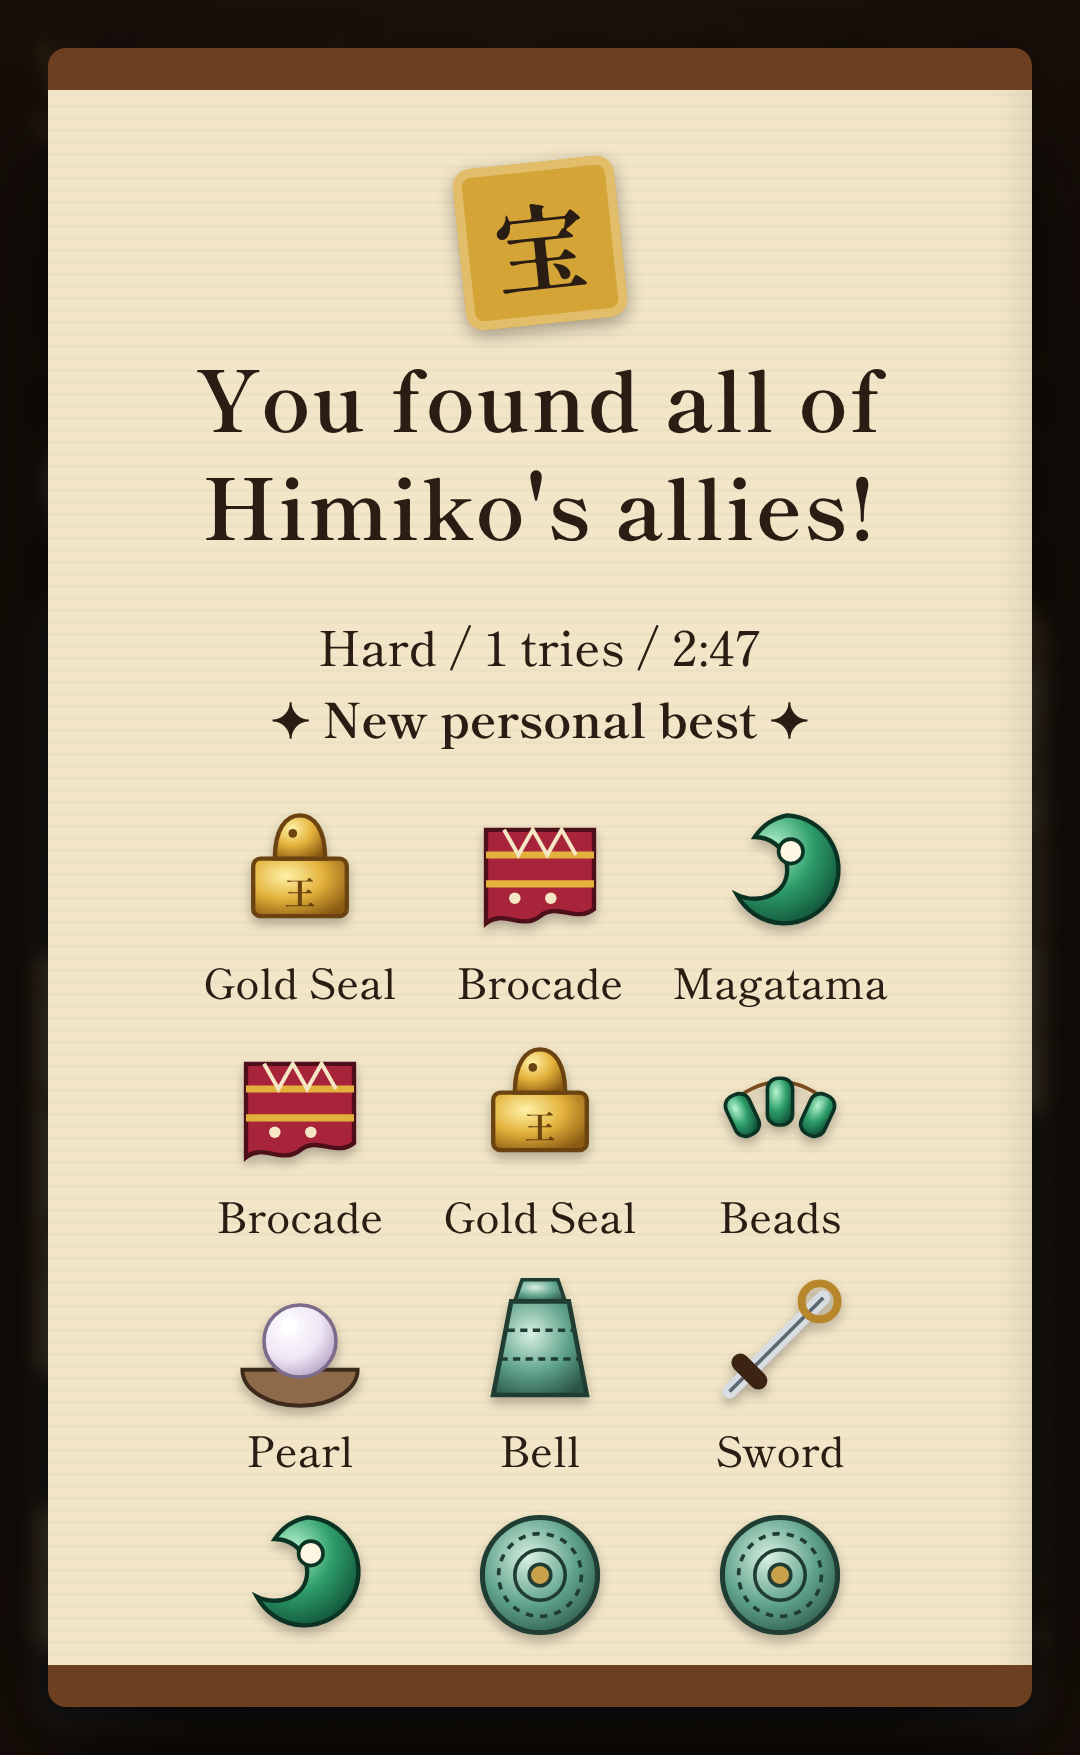 宝
You found all of
Himiko's allies!
Hard / 1 tries / 2:47
✦ New personal best ✦
王
Gold Seal Brocade Magatama
王
Brocade Gold Seal Beads
Pearl Bell Sword